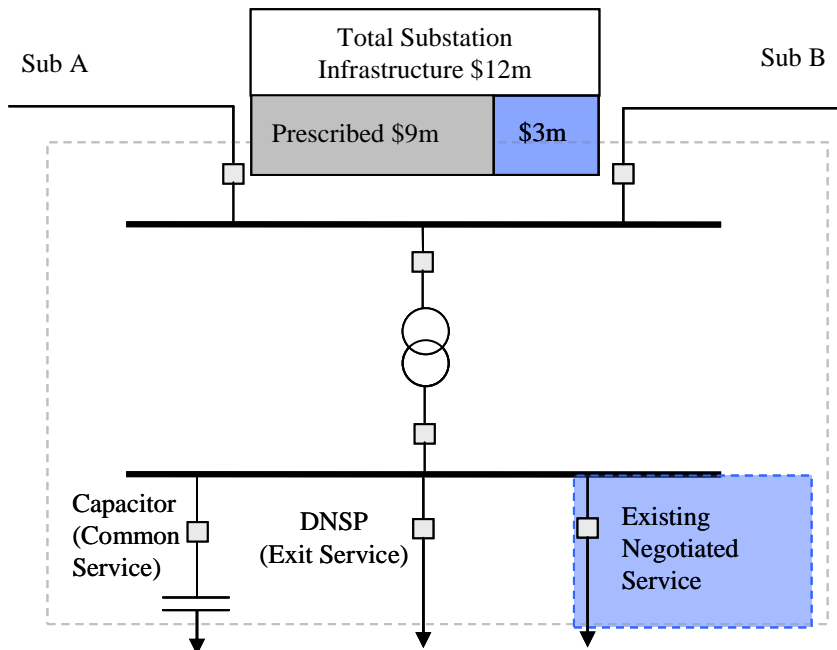 Total Substation
Infrastructure $12m
Sub A
Sub B
Prescribed $9m
$3m
Capacitor
(Common
Service)
DNSP
(Exit Service)
Existing
Negotiated
Service